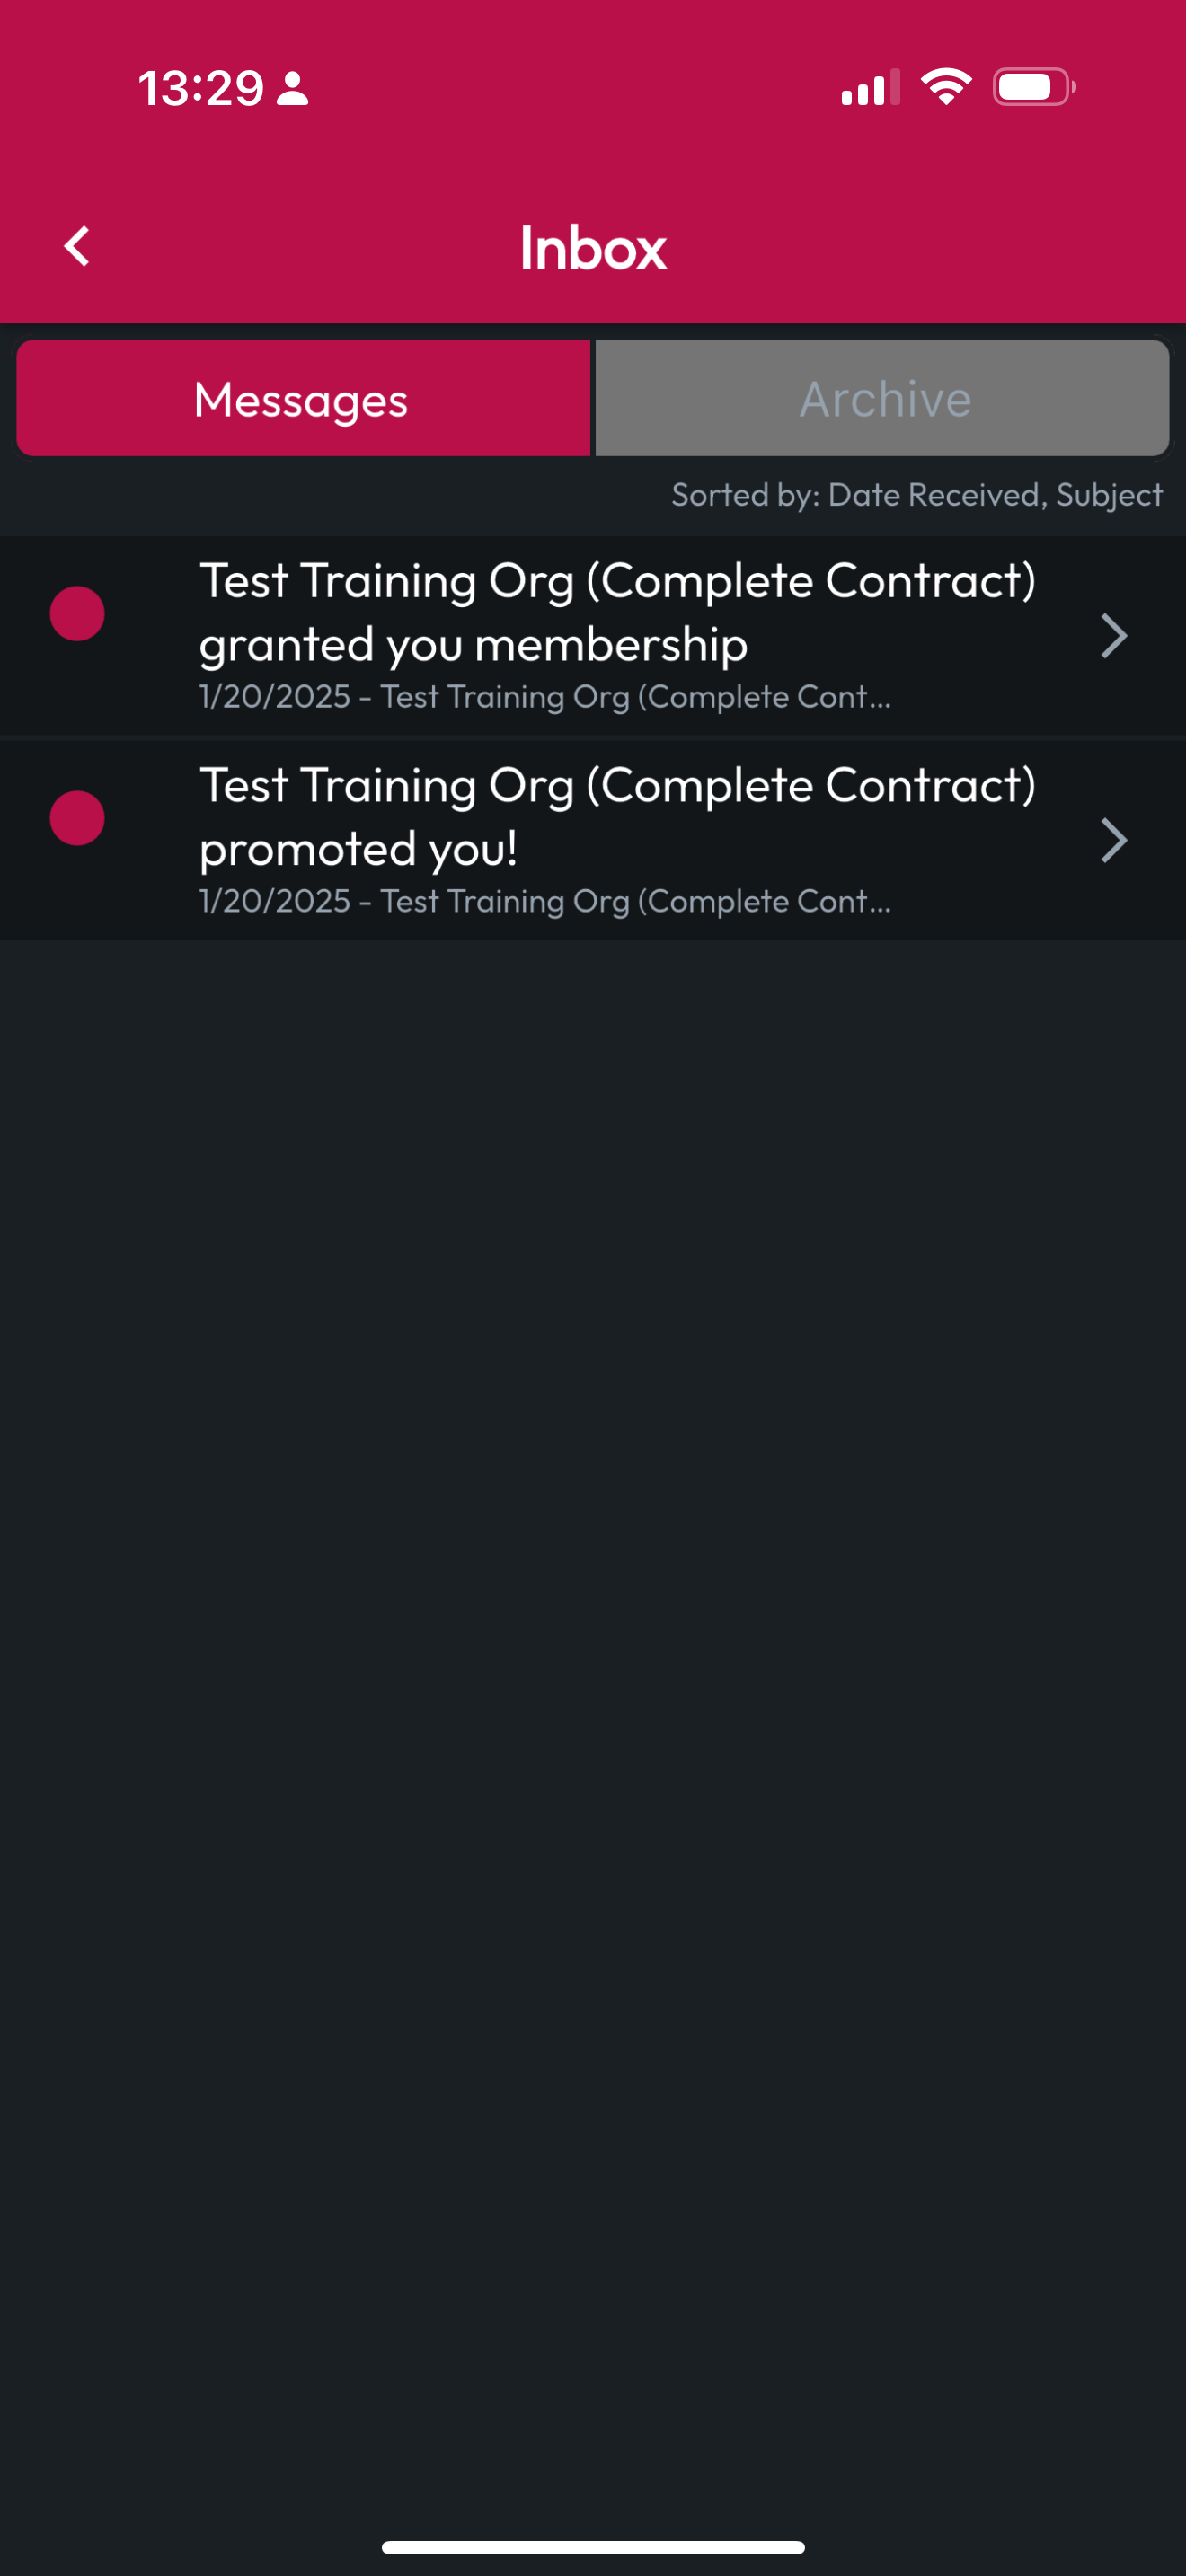 13:29
Inbox
Messages
Archive
Sorted by: Date Received, Subject
Test Training Org (Complete Contract)
granted you membership
1/20/2025 - Test Training Org (Complete Cont...
Test Training Org (Complete Contract)
promoted you!
1/20/2025 - Test Training Org (Complete Cont...